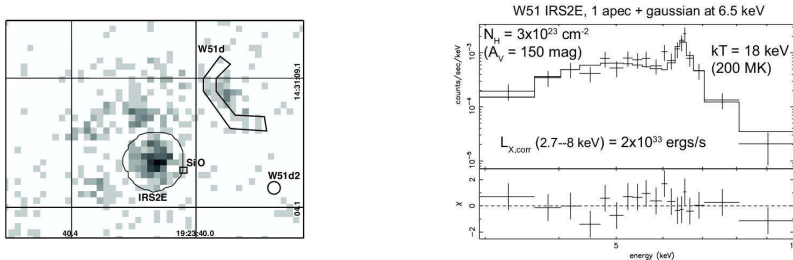 W51d
14:31:09.1
SiO
W51d2
IRS2E
04.1
40.4
19:23:40.0
W51 IRS2E, 1 apec + gaussian at 6.5 keV
N_H = 3x10^23 cm^-2
(A_V = 150 mag)
kT = 18 keV
(200 MK)
L_X,corr (2.7--8 keV) = 2x10^33 ergs/s
counts/sec/keV
10^-3
10^-4
10^-5
χ
2
0
-2
5
1
energy (keV)